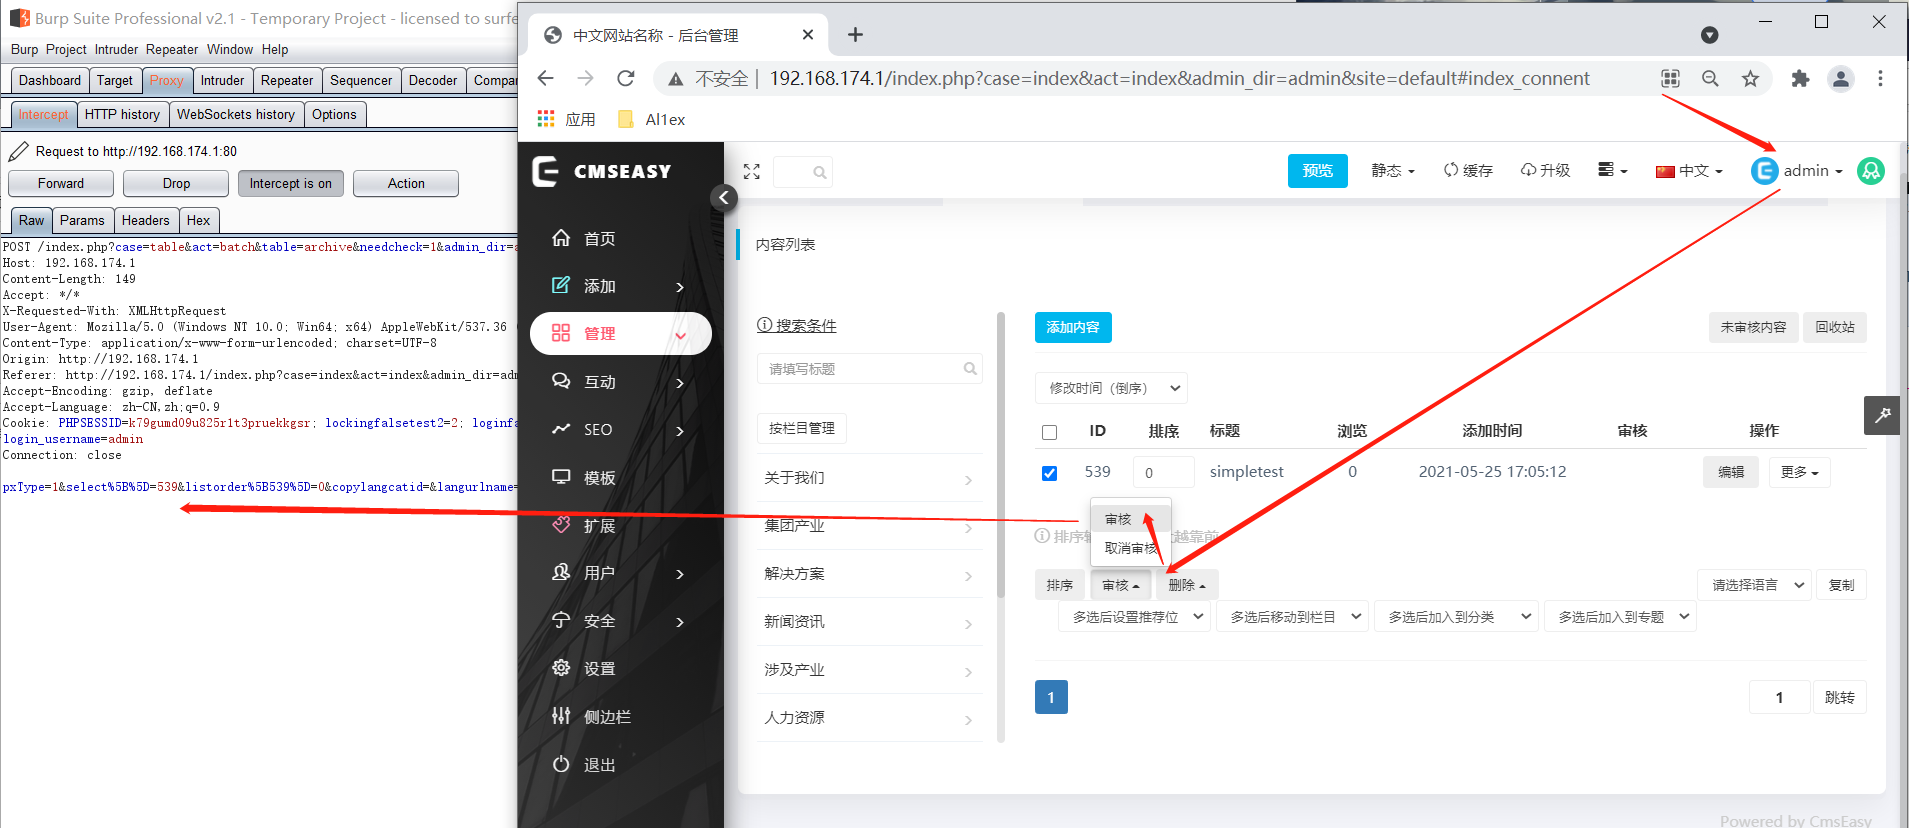 Burp Suite Professional v2.1 - Temporary Project - licensed to surfe
Burp Project Intruder Repeater Window Help
Dashboard Target Proxy Intruder Repeater Sequencer Decoder Compar
Intercept HTTP history WebSockets history Options
Request to http://192.168.174.1:80
Forward Drop Intercept is on Action
Raw Params Headers Hex
POST /index.php?case=table&act=batch&table=archive&needcheck=1&admin_dir=a
Host: 192.168.174.1
Content-Length: 149
Accept: */*
X-Requested-With: XMLHttpRequest
User-Agent: Mozilla/5.0 (Windows NT 10.0; Win64; x64) AppleWebKit/537.36 (
Content-Type: application/x-www-form-urlencoded; charset=UTF-8
Origin: http://192.168.174.1
Referer: http://192.168.174.1/index.php?case=index&act=index&admin_dir=adm
Accept-Encoding: gzip, deflate
Accept-Language: zh-CN,zh;q=0.9
Cookie: PHPSESSID=k79gumd09u825r1t3pruekkgsr; lockingfalsetest2=2; loginfa
login_username=admin
Connection: close
pxType=1&select%5B%5D=539&listorder%5B539%5D=0&copylangcatid=&langurlname=
中文网站名称 - 后台管理
不安全 192.168.174.1/index.php?case=index&act=index&admin_dir=admin&site=default#index_connent
应用 Al1ex
CMSEASY
预览 静态 缓存 升级 中文 admin
首页
添加
管理
互动
SEO
模板
扩展
用户
安全
设置
侧边栏
退出
内容列表
搜索条件
请填写标题
按栏目管理
关于我们
集团产业
解决方案
新闻资讯
涉及产业
人力资源
添加内容 未审核内容 回收站
修改时间（倒序）
ID 排序 标题 浏览 添加时间 审核 操作
539 0 simpletest 0 2021-05-25 17:05:12 编辑 更多
审核
取消审核
排序 越靠前
排序 审核 删除 请选择语言 复制
多选后设置推荐位 多选后移动到栏目 多选后加入到分类 多选后加入到专题
1 1 跳转
Powered by CmsEasy